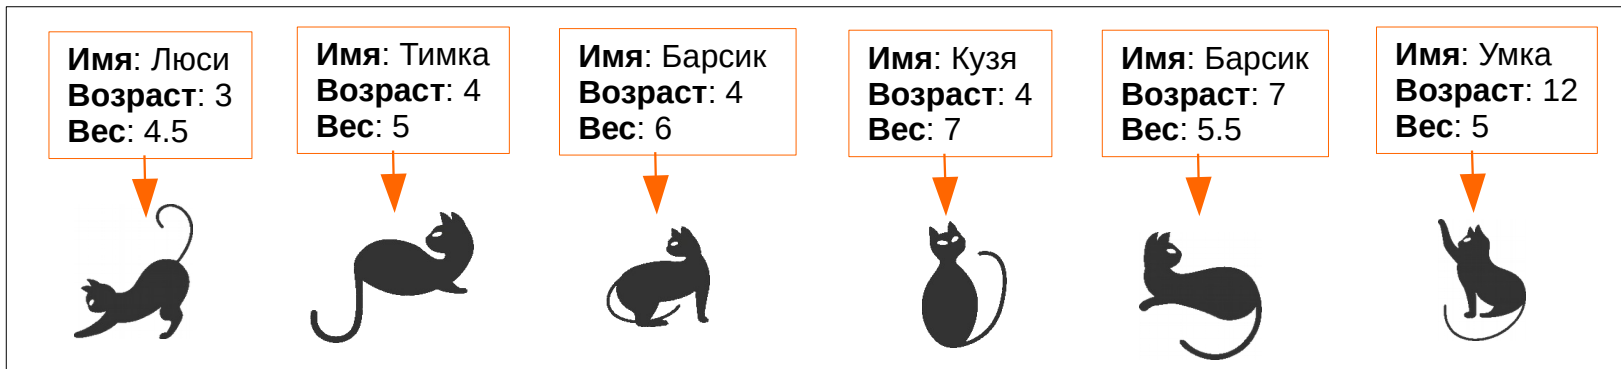 Имя: Люси
Возраст: 3
Вес: 4.5
Имя: Тимка
Возраст: 4
Вес: 5
Имя: Барсик
Возраст: 4
Вес: 6
Имя: Кузя
Возраст: 4
Вес: 7
Имя: Барсик
Возраст: 7
Вес: 5.5
Имя: Умка
Возраст: 12
Вес: 5